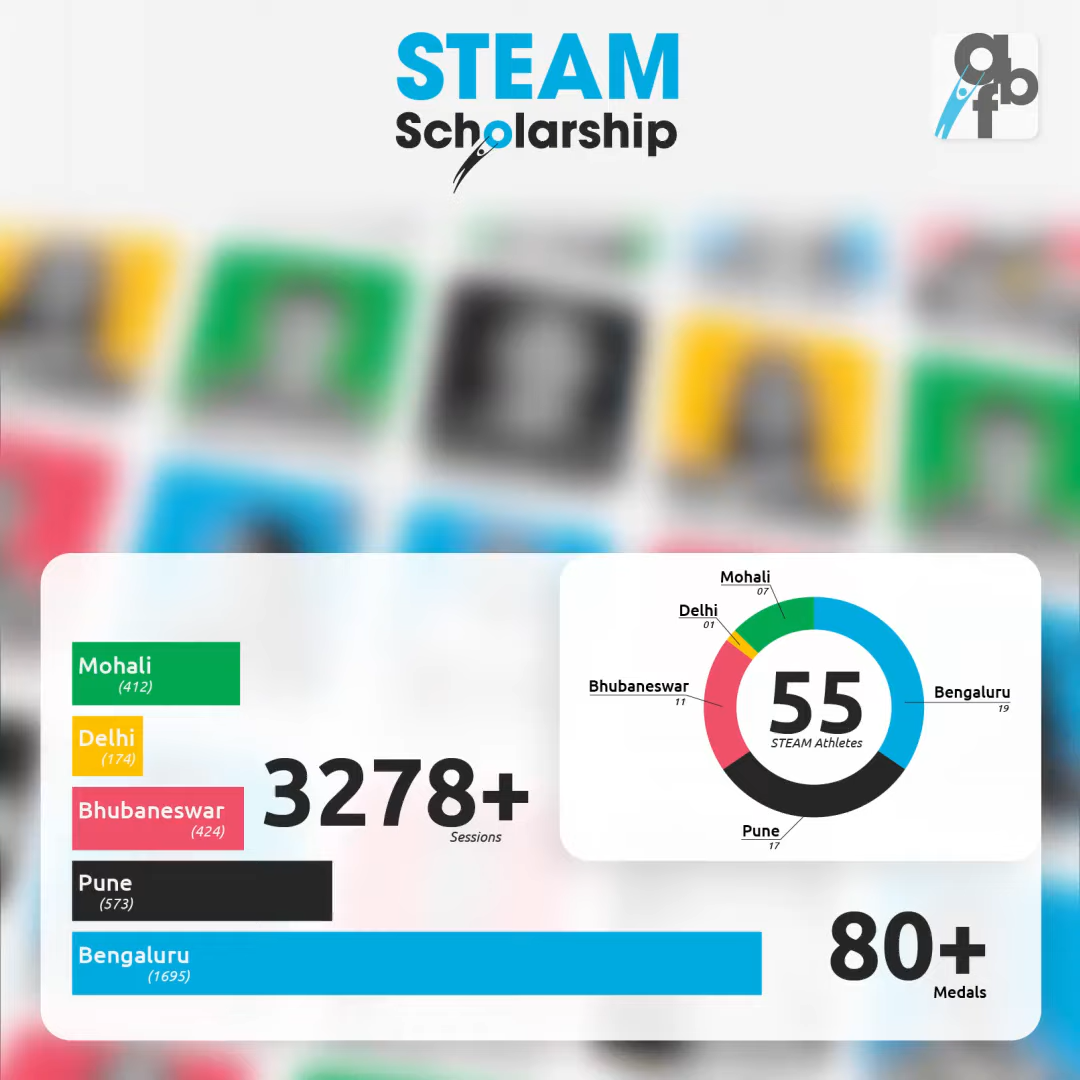 STEAM
Scholarship
abf
Mohali
(412)
Delhi
(174)
Bhubaneswar
(424)
Pune
(573)
Bengaluru
(1695)
3278+
Sessions
Mohali
07
Delhi
01
Bhubaneswar
11
Bengaluru
19
Pune
17
55
STEAM Athletes
80+
Medals